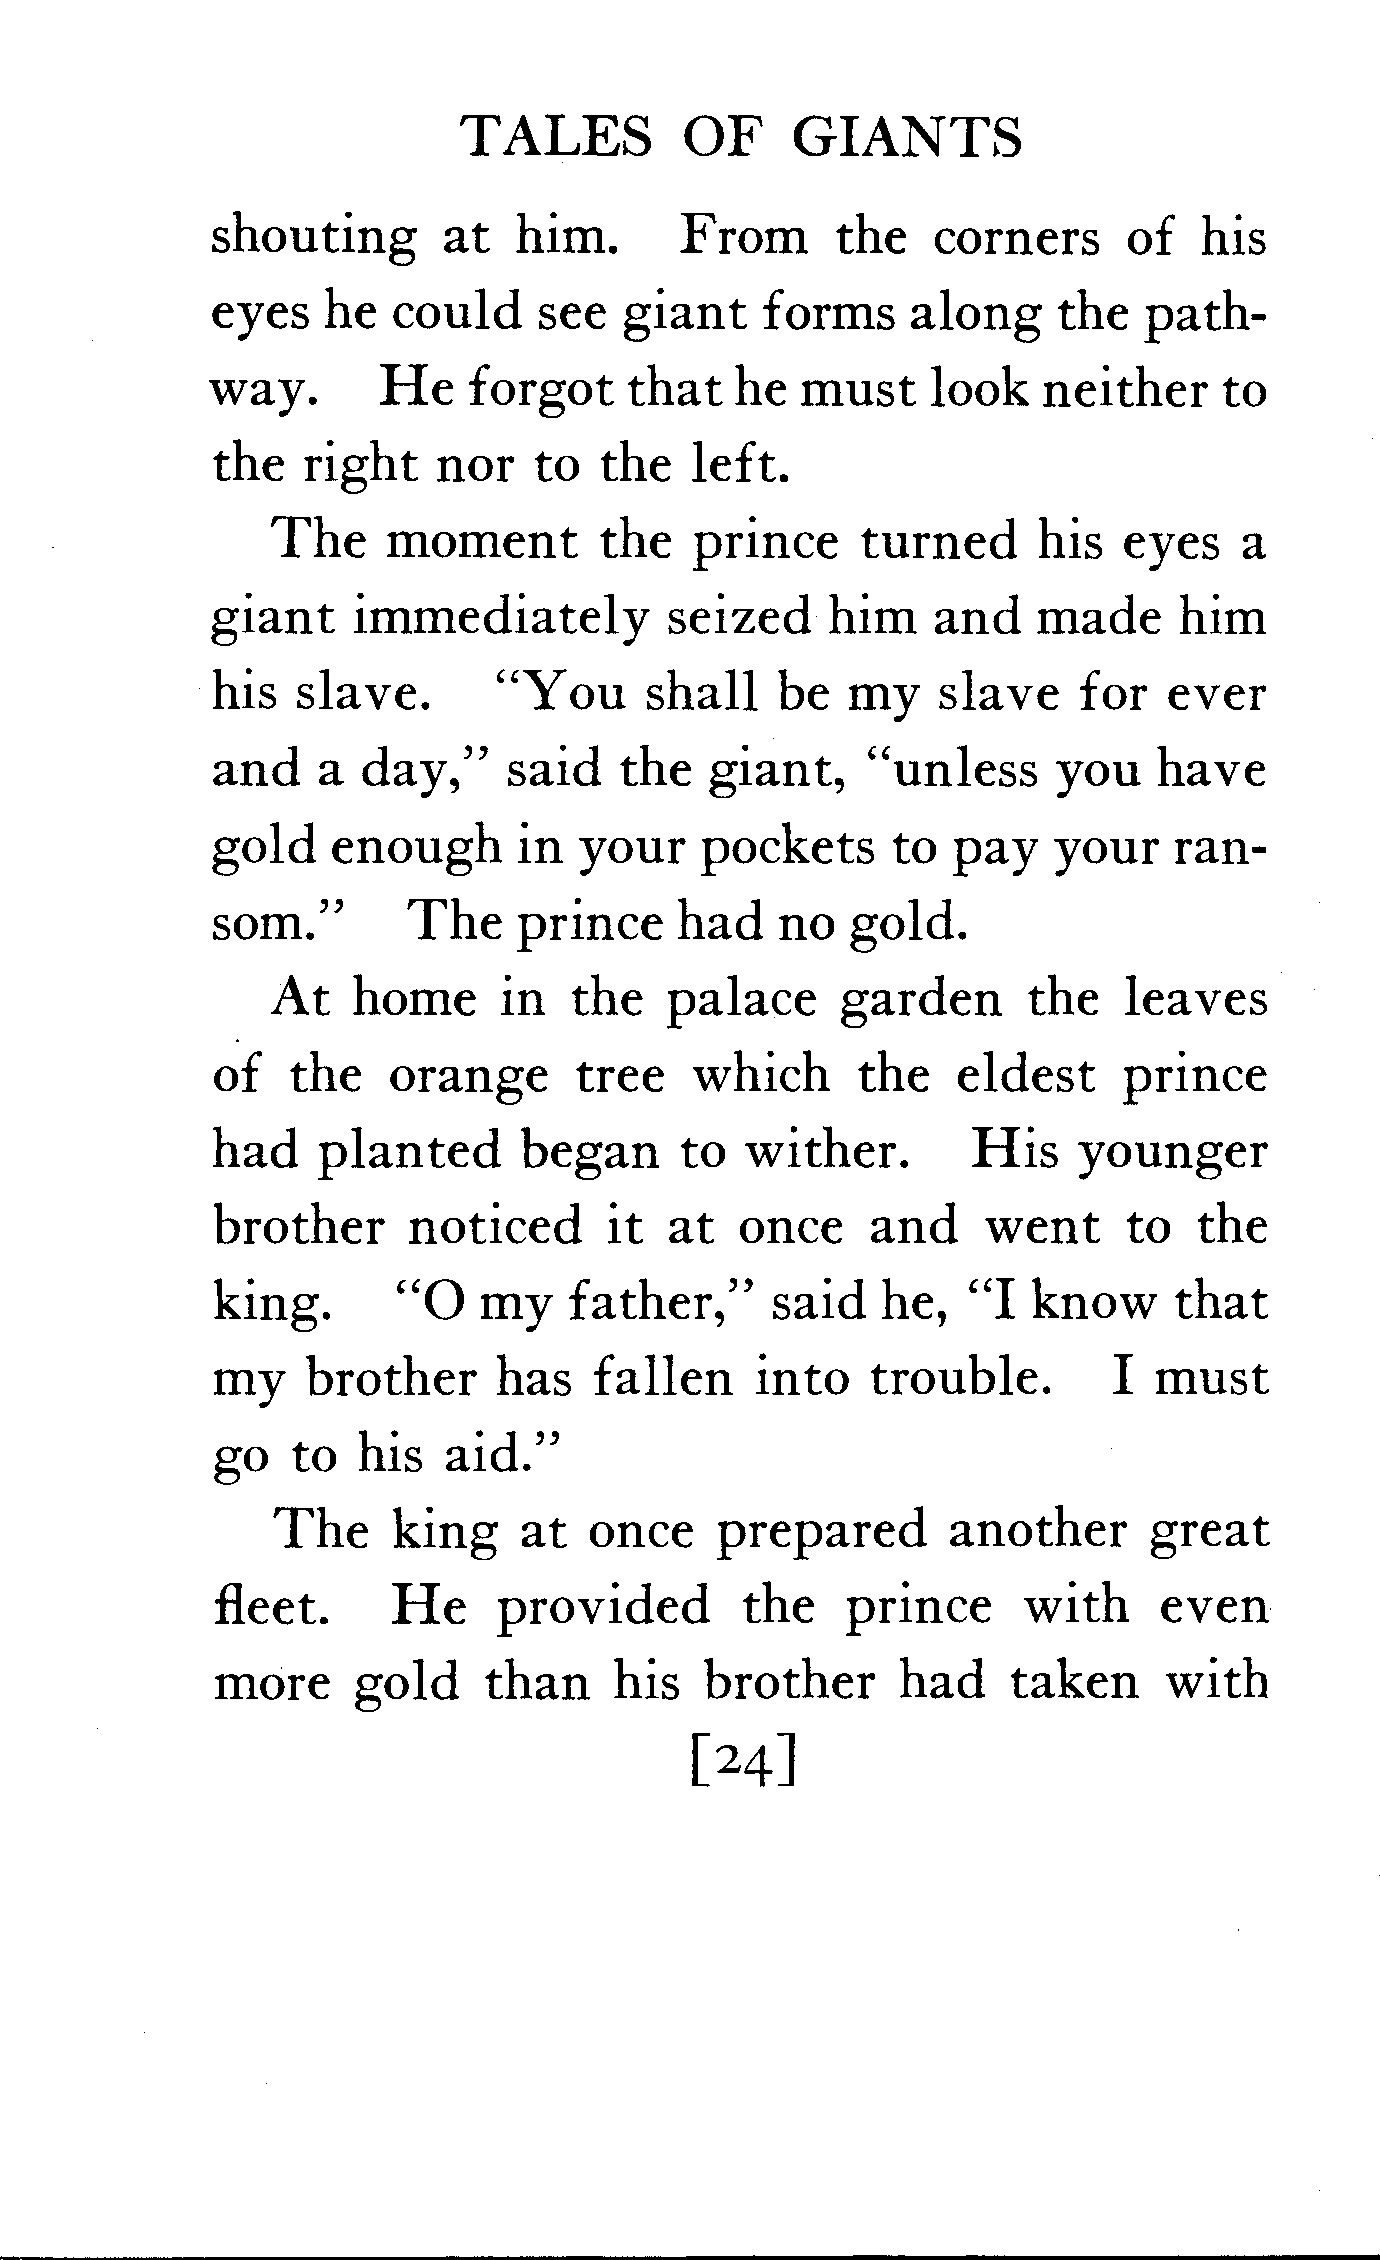 TALES OF GIANTS
shouting at him. From the corners of his
eyes he could see giant forms along the path-
way. He forgot that he must look neither to
the right nor to the left.
The moment the prince turned his eyes a
giant immediately seized him and made him
his slave. “You shall be my slave for ever
and a day,” said the giant, “unless you have
gold enough in your pockets to pay your ran-
som.” The prince had no gold.
At home in the palace garden the leaves
of the orange tree which the eldest prince
had planted began to wither. His younger
brother noticed it at once and went to the
king. “O my father,” said he, “I know that
my brother has fallen into trouble. I must
go to his aid.”
The king at once prepared another great
fleet. He provided the prince with even
more gold than his brother had taken with
[24]